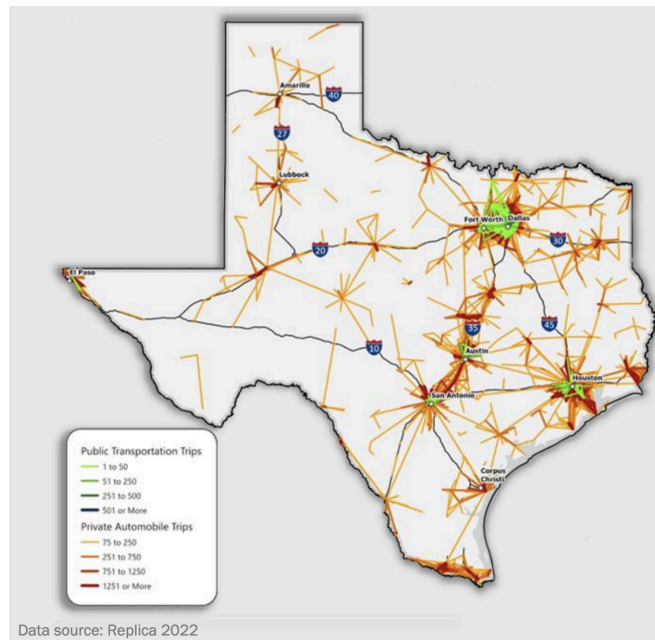 Amarillo
40
27
Lubbock
Fort Worth
Dallas
20
30
El Paso
35
45
10
Austin
Houston
San Antonio
Corpus
Christi
Public Transportation Trips
1 to 50
51 to 250
251 to 500
501 or More
Private Automobile Trips
75 to 250
251 to 750
751 to 1250
1251 or More
Data source: Replica 2022